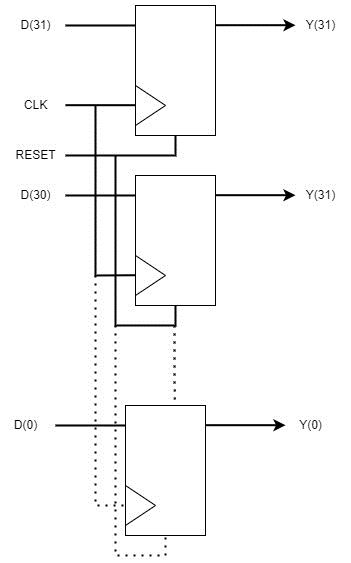 D(31) Y(31)
CLK
RESET
D(30) Y(31)
D(0) Y(0)